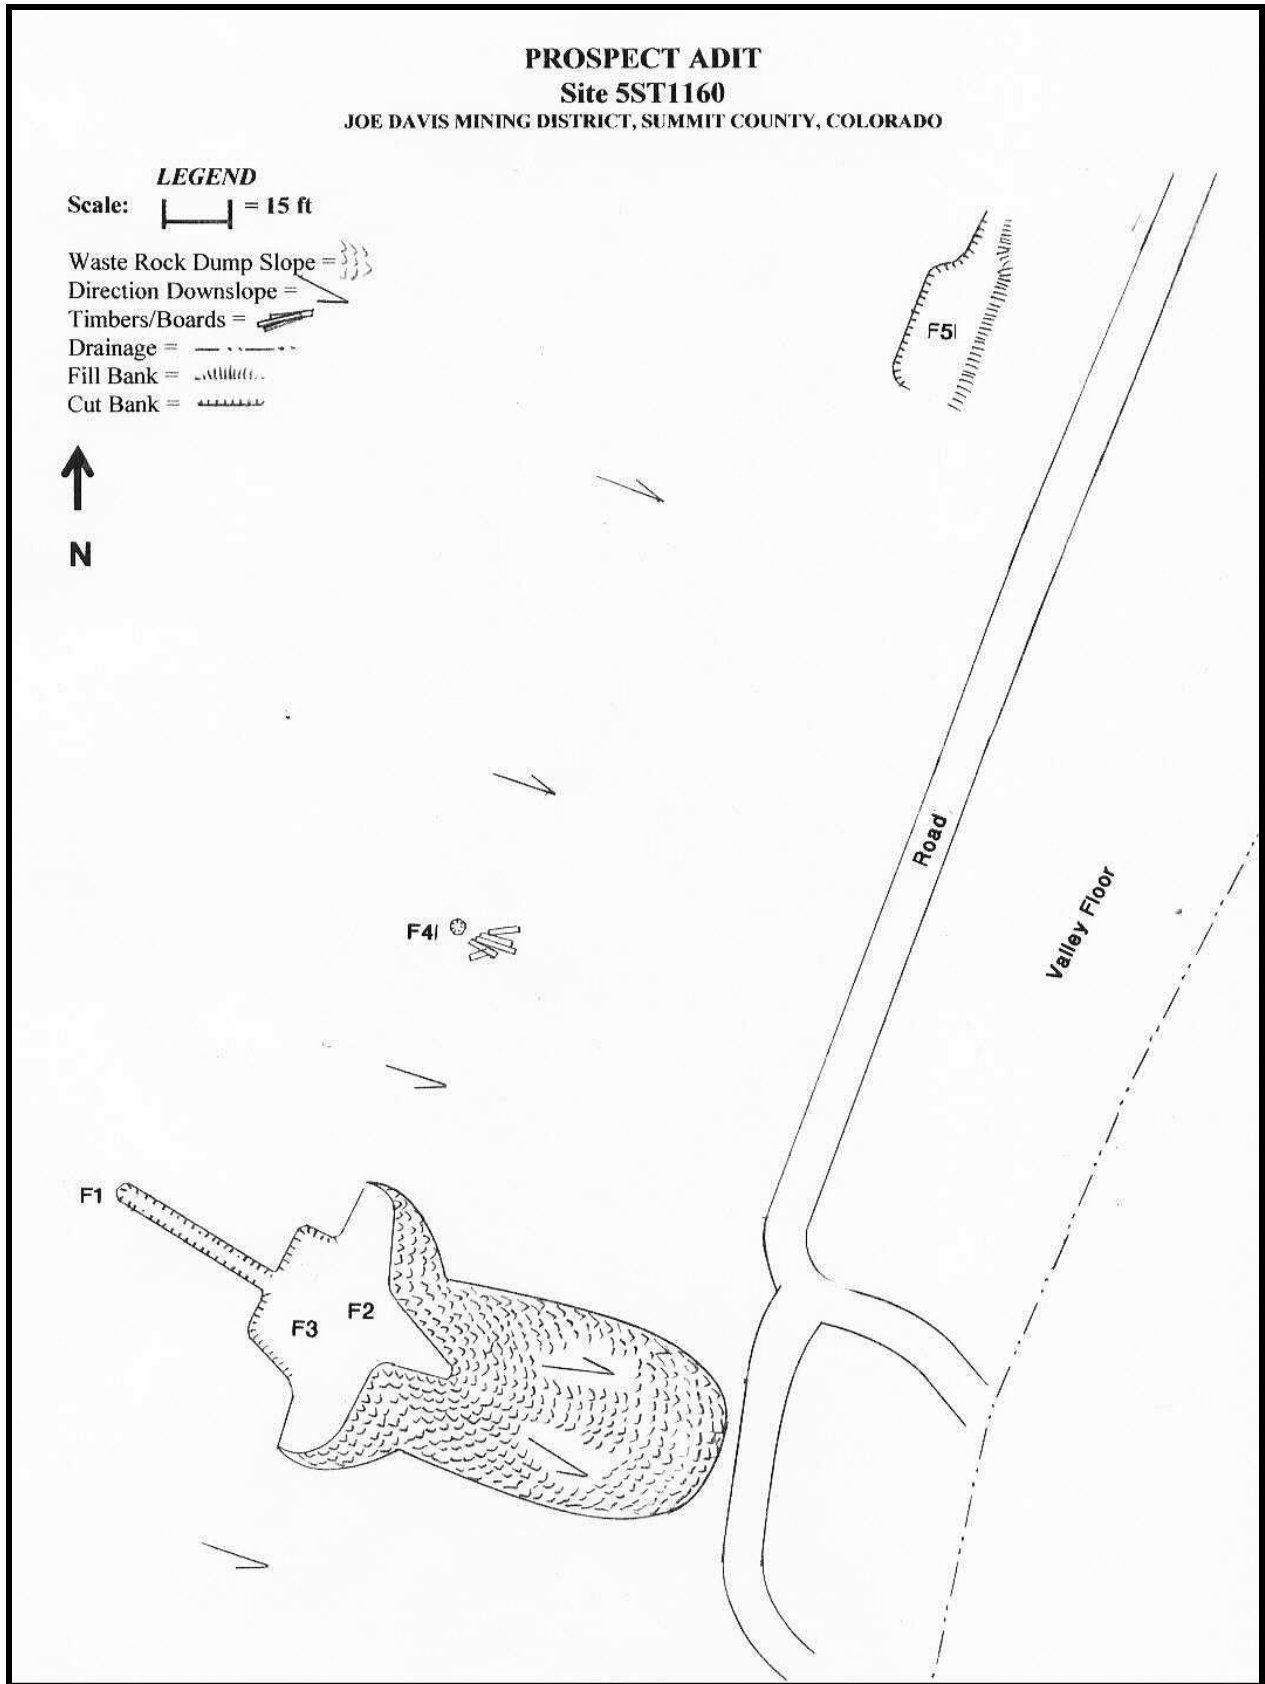 PROSPECT ADIT
Site 5ST1160
JOE DAVIS MINING DISTRICT, SUMMIT COUNTY, COLORADO
LEGEND
Scale: = 15 ft
Waste Rock Dump Slope =
Direction Downslope =
Timbers/Boards =
Drainage =
Fill Bank =
Cut Bank =
N
F5
Road
Valley Floor
F4
F1
F2
F3